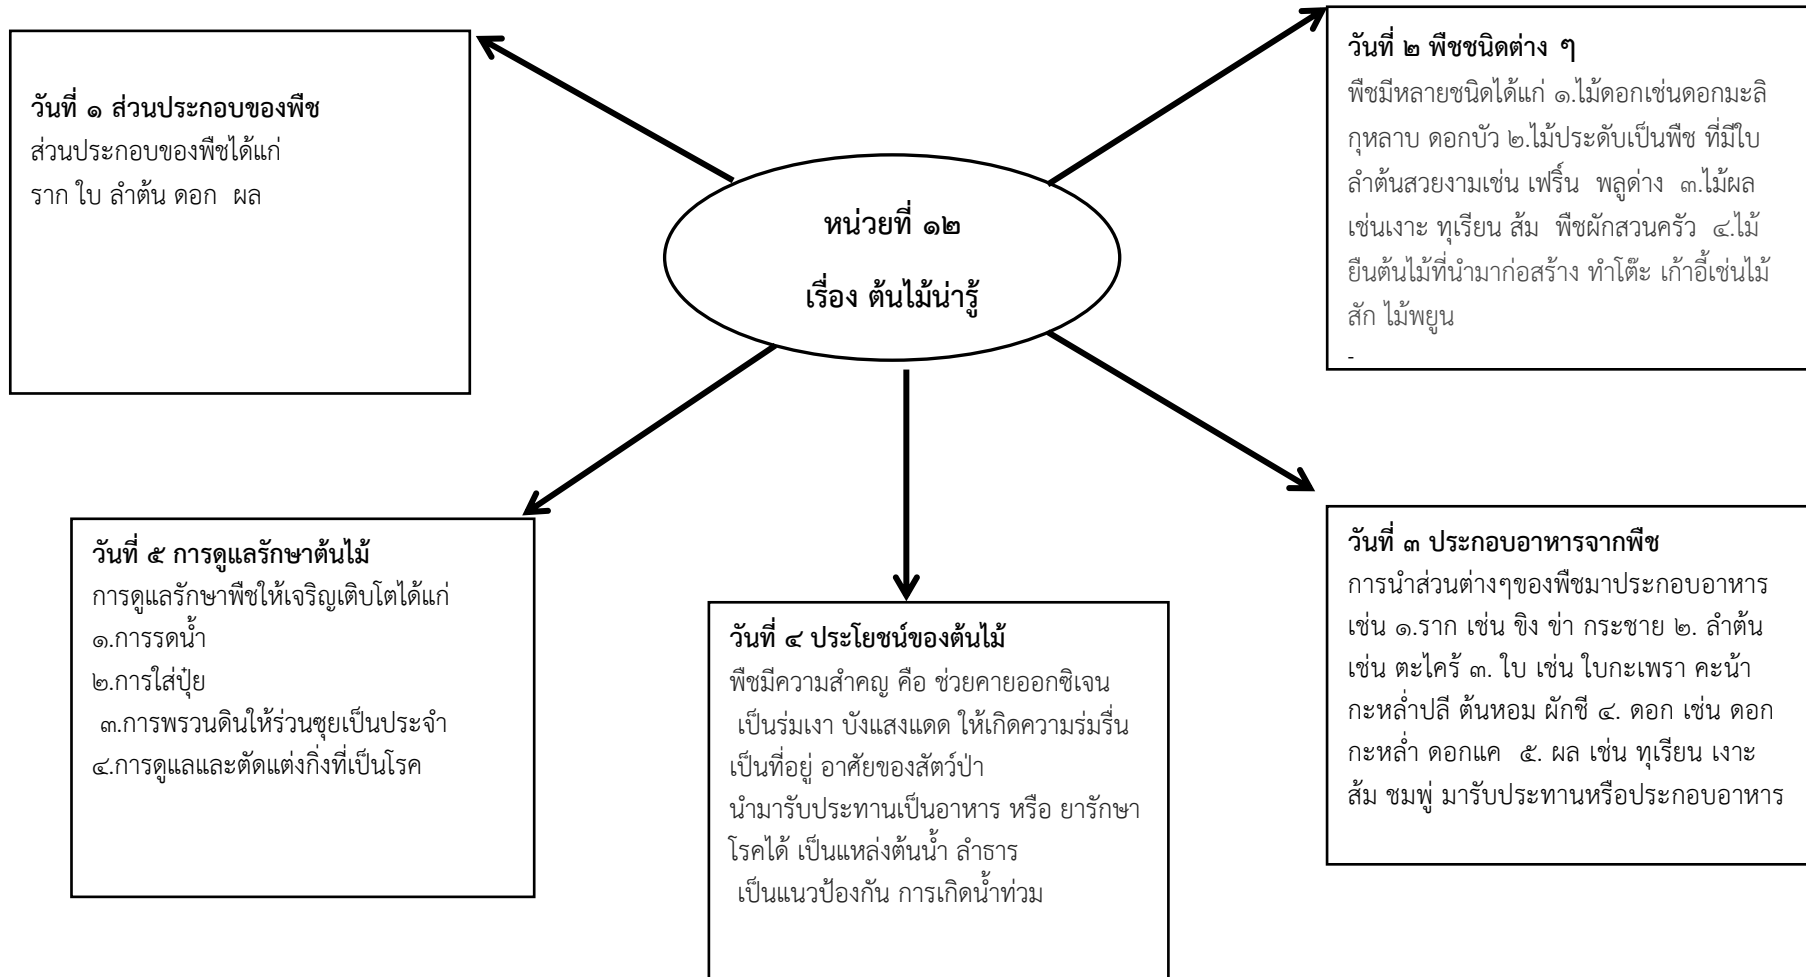 วันที่ ๑ ส่วนประกอบของพืช
ส่วนประกอบของพืชได้แก่
ราก ใบ ลำต้น ดอก  ผล
หน่วยที่ ๑๒
เรื่อง ต้นไม้น่ารู้
วันที่ ๒ พืชชนิดต่าง ๆ
พืชมีหลายชนิดได้แก่ ๑.ไม้ดอกเช่นดอกมะลิ
กุหลาบ ดอกบัว ๒.ไม้ประดับเป็นพืช ที่มีใบ
ลำต้นสวยงามเช่น เฟริ์น  พลูด่าง  ๓.ไม้ผล
เช่นเงาะ ทุเรียน ส้ม  พืชผักสวนครัว  ๔.ไม้
ยืนต้นไม้ที่นำมาก่อสร้าง ทำโต๊ะ เก้าอี้เช่นไม้
สัก ไม้พยูน
-
วันที่ ๓ ประกอบอาหารจากพืช
การนำส่วนต่างๆของพืชมาประกอบอาหาร
เช่น ๑.ราก เช่น ขิง ข่า กระชาย ๒. ลำต้น
เช่น ตะไคร้ ๓. ใบ เช่น ใบกะเพรา คะน้า
กะหล่ำปลี ต้นหอม ผักชี ๔. ดอก เช่น ดอก
กะหล่ำ ดอกแค  ๕. ผล เช่น ทุเรียน เงาะ
ส้ม ชมพู่ มารับประทานหรือประกอบอาหาร
วันที่ ๔ ประโยชน์ของต้นไม้
พืชมีความสำคญ คือ ช่วยคายออกซิเจน
เป็นร่มเงา บังแสงแดด ให้เกิดความร่มรื่น
เป็นที่อยู่ อาศัยของสัตว์ป่า
นำมารับประทานเป็นอาหาร หรือ ยารักษา
โรคได้ เป็นแหล่งต้นน้ำ ลำธาร
เป็นแนวป้องกัน การเกิดน้ำท่วม
วันที่ ๕ การดูแลรักษาต้นไม้
การดูแลรักษาพืชให้เจริญเติบโตได้แก่
๑.การรดน้ำ
๒.การใส่ปุ๋ย
๓.การพรวนดินให้ร่วนซุยเป็นประจำ
๔.การดูแลและตัดแต่งกิ่งที่เป็นโรค